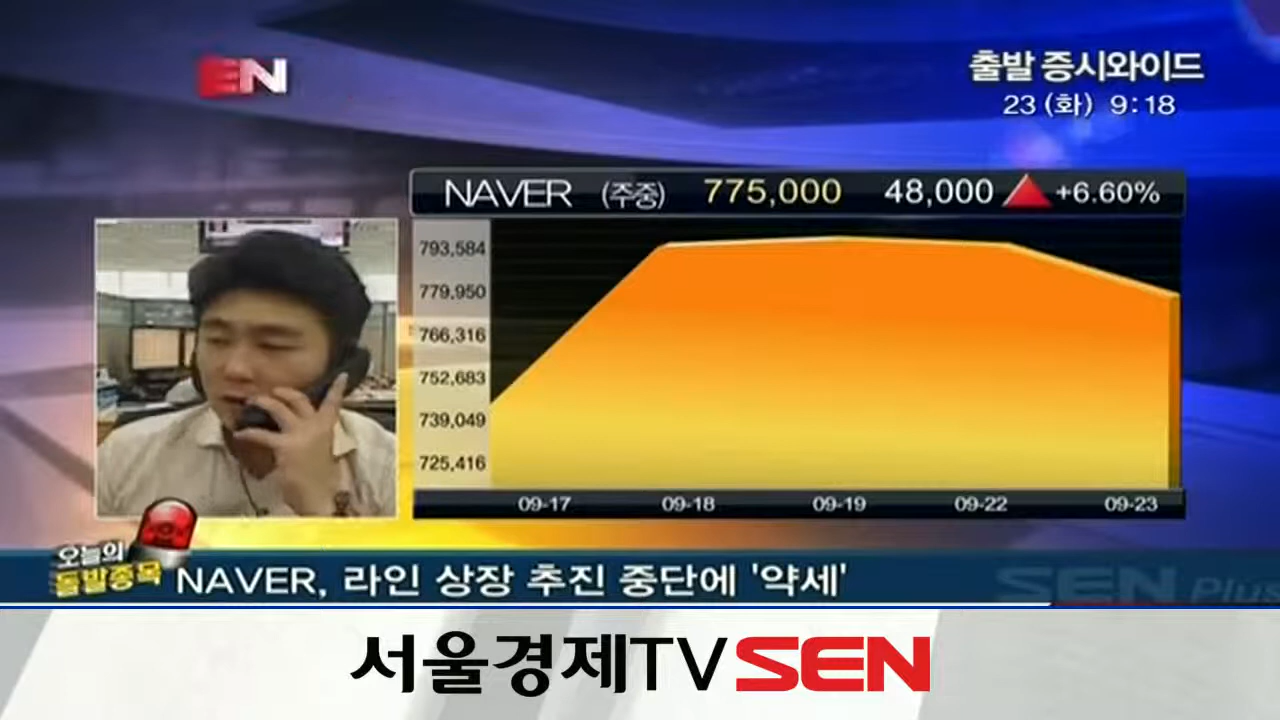 EN
출발 증시와이드
23 (화) 9:18
NAVER (주중) 775,000 48,000 ▲ +6.60%
793,584
779,950
766,316
752,683
739,049
725,416
09-17 09-18 09-19 09-22 09-23
오늘의
돌발종목
NAVER, 라인 상장 추진 중단에 '약세'
SEN Plus
서울경제TV SEN